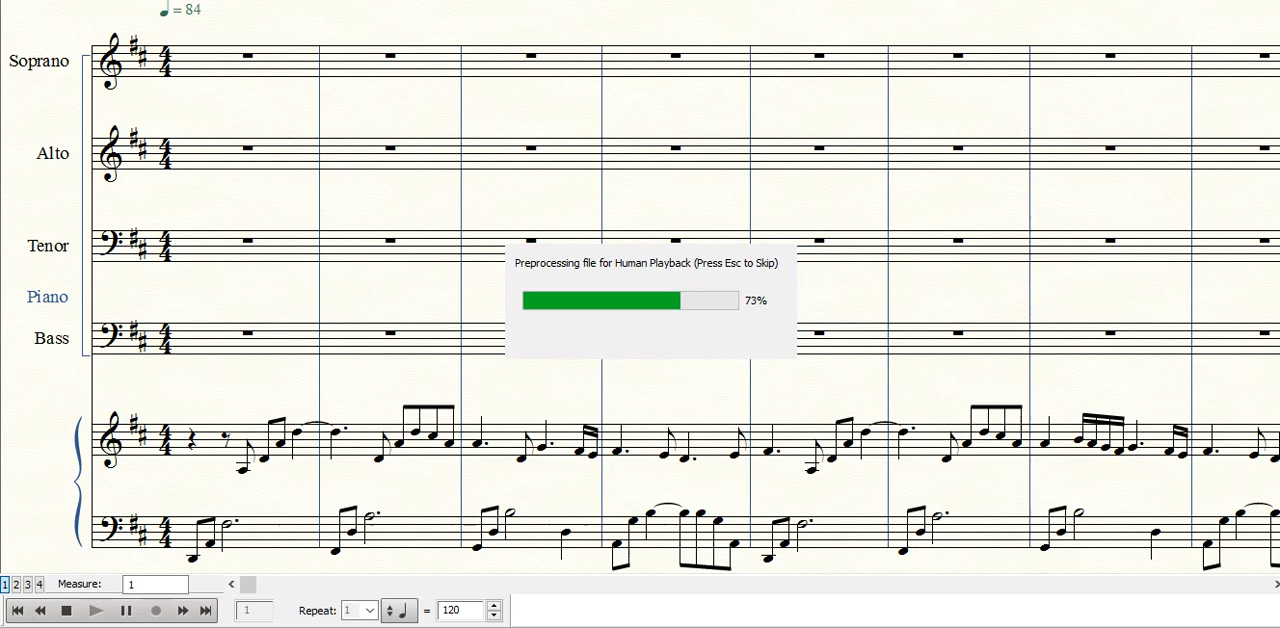 = 84
Soprano
Alto
Tenor
Preprocessing file for Human Playback (Press Esc to Skip)
Piano
73%
Bass
1 2 3 4 Measure: 1
1 Repeat: 1 = 120